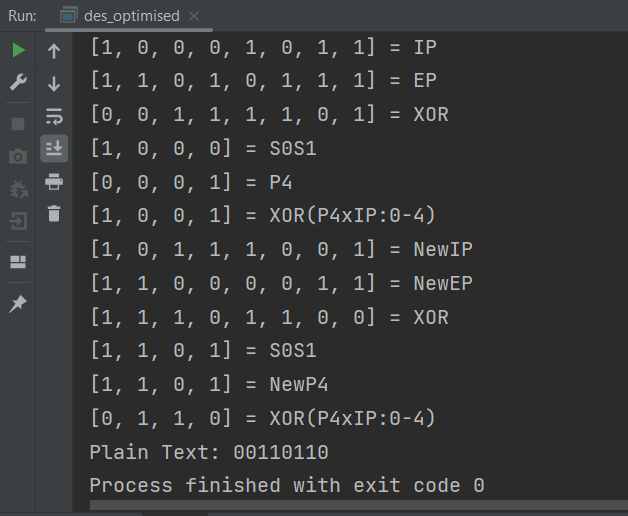 Run: des_optimised
[1, 0, 0, 0, 1, 0, 1, 1] = IP
[1, 1, 0, 1, 0, 1, 1, 1] = EP
[0, 0, 1, 1, 1, 1, 0, 1] = XOR
[1, 0, 0, 0] = S0S1
[0, 0, 0, 1] = P4
[1, 0, 0, 1] = XOR(P4xIP:0-4)
[1, 0, 1, 1, 1, 0, 0, 1] = NewIP
[1, 1, 0, 0, 0, 0, 1, 1] = NewEP
[1, 1, 1, 0, 1, 1, 0, 0] = XOR
[1, 1, 0, 1] = S0S1
[1, 1, 0, 1] = NewP4
[0, 1, 1, 0] = XOR(P4xIP:0-4)
Plain Text: 00110110
Process finished with exit code 0